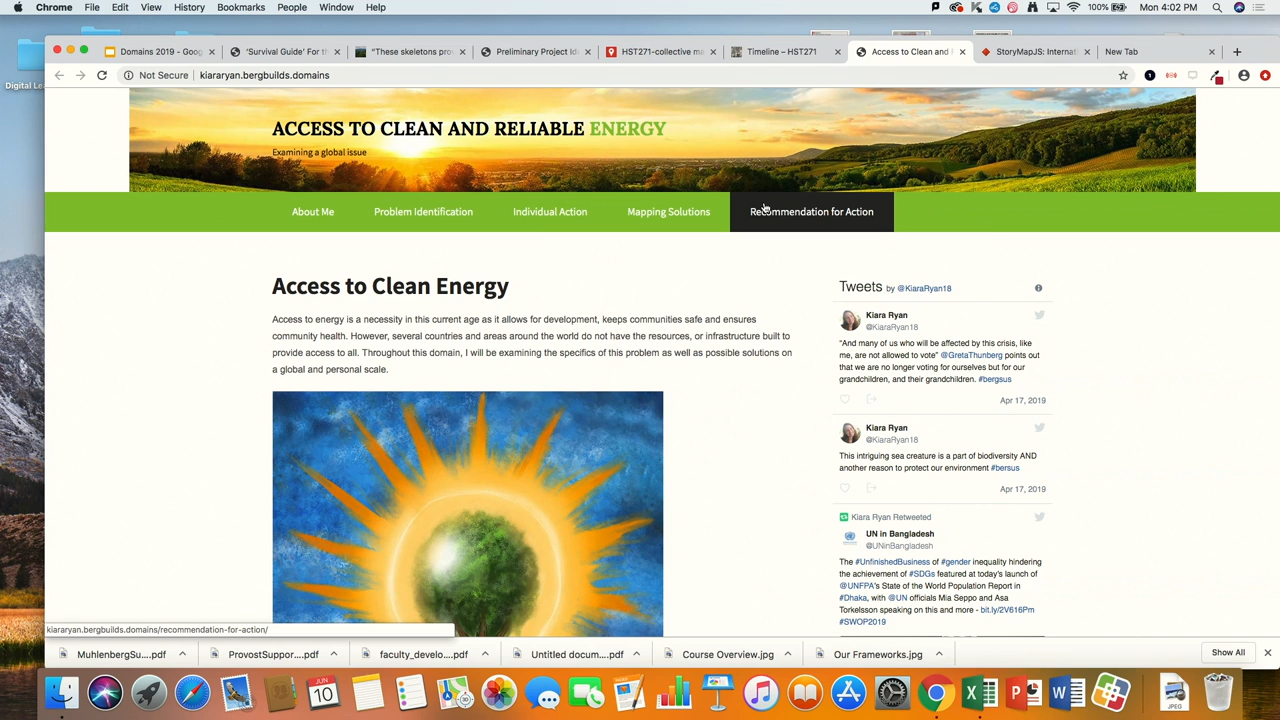 Chrome File Edit View History Bookmarks People Window Help 100% Mon 4:02 PM
Domains 2019 - Goog 'Survival Guide' For th "These skeletons pro Preliminary Project Ide HST271-collective ma Timeline – HST271 Access to Clean and StoryMapJS: Internati New Tab
Not Secure kiararyan.bergbuilds.domains
Digital Le
ACCESS TO CLEAN AND RELIABLE ENERGY
Examining a global issue
About Me Problem Identification Individual Action Mapping Solutions Recommendation for Action
Access to Clean Energy
Access to energy is a necessity in this current age as it allows for development, keeps communities safe and ensures
community health. However, several countries and areas around the world do not have the resources, or infrastructure built to
provide access to all. Throughout this domain, I will be examining the specifics of this problem as well as possible solutions on
a global and personal scale.
Tweets by @KiaraRyan18
Kiara Ryan
@KiaraRyan18
"And many of us who will be affected by this crisis, like
me, are not allowed to vote" @GretaThunberg points out
that we are no longer voting for ourselves but for our
grandchildren, and their grandchildren. #bergsus
Apr 17, 2019
Kiara Ryan
@KiaraRyan18
This intriguing sea creature is a part of biodiversity AND
another reason to protect our environment #bersus
Apr 17, 2019
Kiara Ryan Retweeted
UN in Bangladesh
@UNinBangladesh
The #UnfinishedBusiness of #gender inequality hindering
the achievement of #SDGs featured at today's launch of
@UNFPA's State of the World Population Report in
#Dhaka, with @UN officials Mia Seppo and Asa
Torkelsson speaking on this and more - bit.ly/2V616Pm
#SWOP2019
kiararyan.bergbuilds.domains/recommendation-for-action/
MuhlenbergSu....pdf ProvostSuppor....pdf faculty_develo....pdf Untitled docum....pdf Course Overview.jpg Our Frameworks.jpg Show All
JUN
10
JPEG